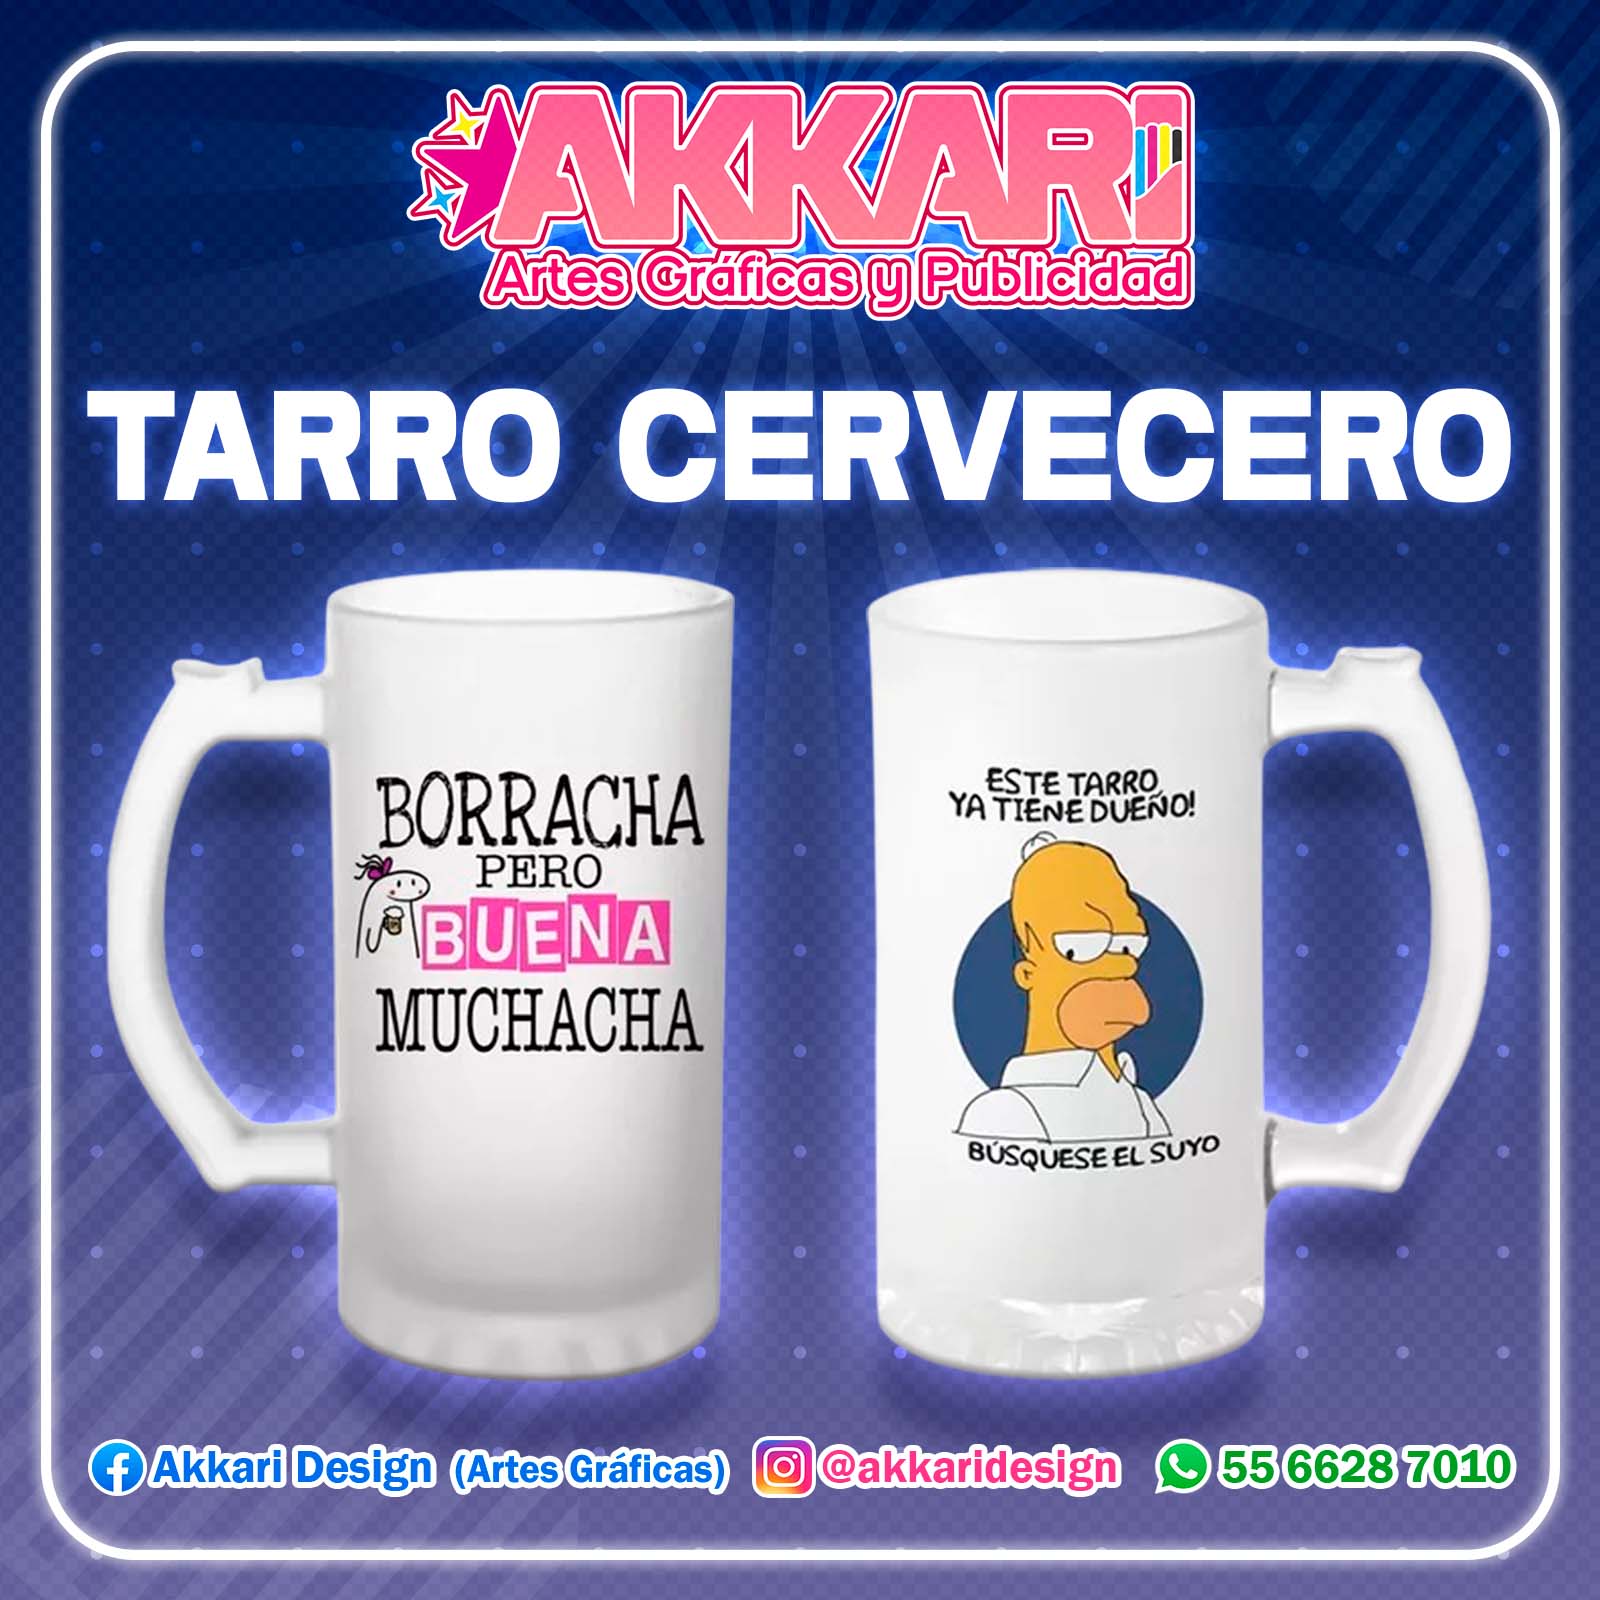 AKKARI
Artes Gráficas y Publicidad
TARRO CERVECERO
BORRACHA
PERO
BUENA
MUCHACHA
ESTE TARRO
YA TIENE DUEÑO!
BÚSQUESE EL SUYO
Akkari Design (Artes Gráficas)
@akkaridesign
55 6628 7010